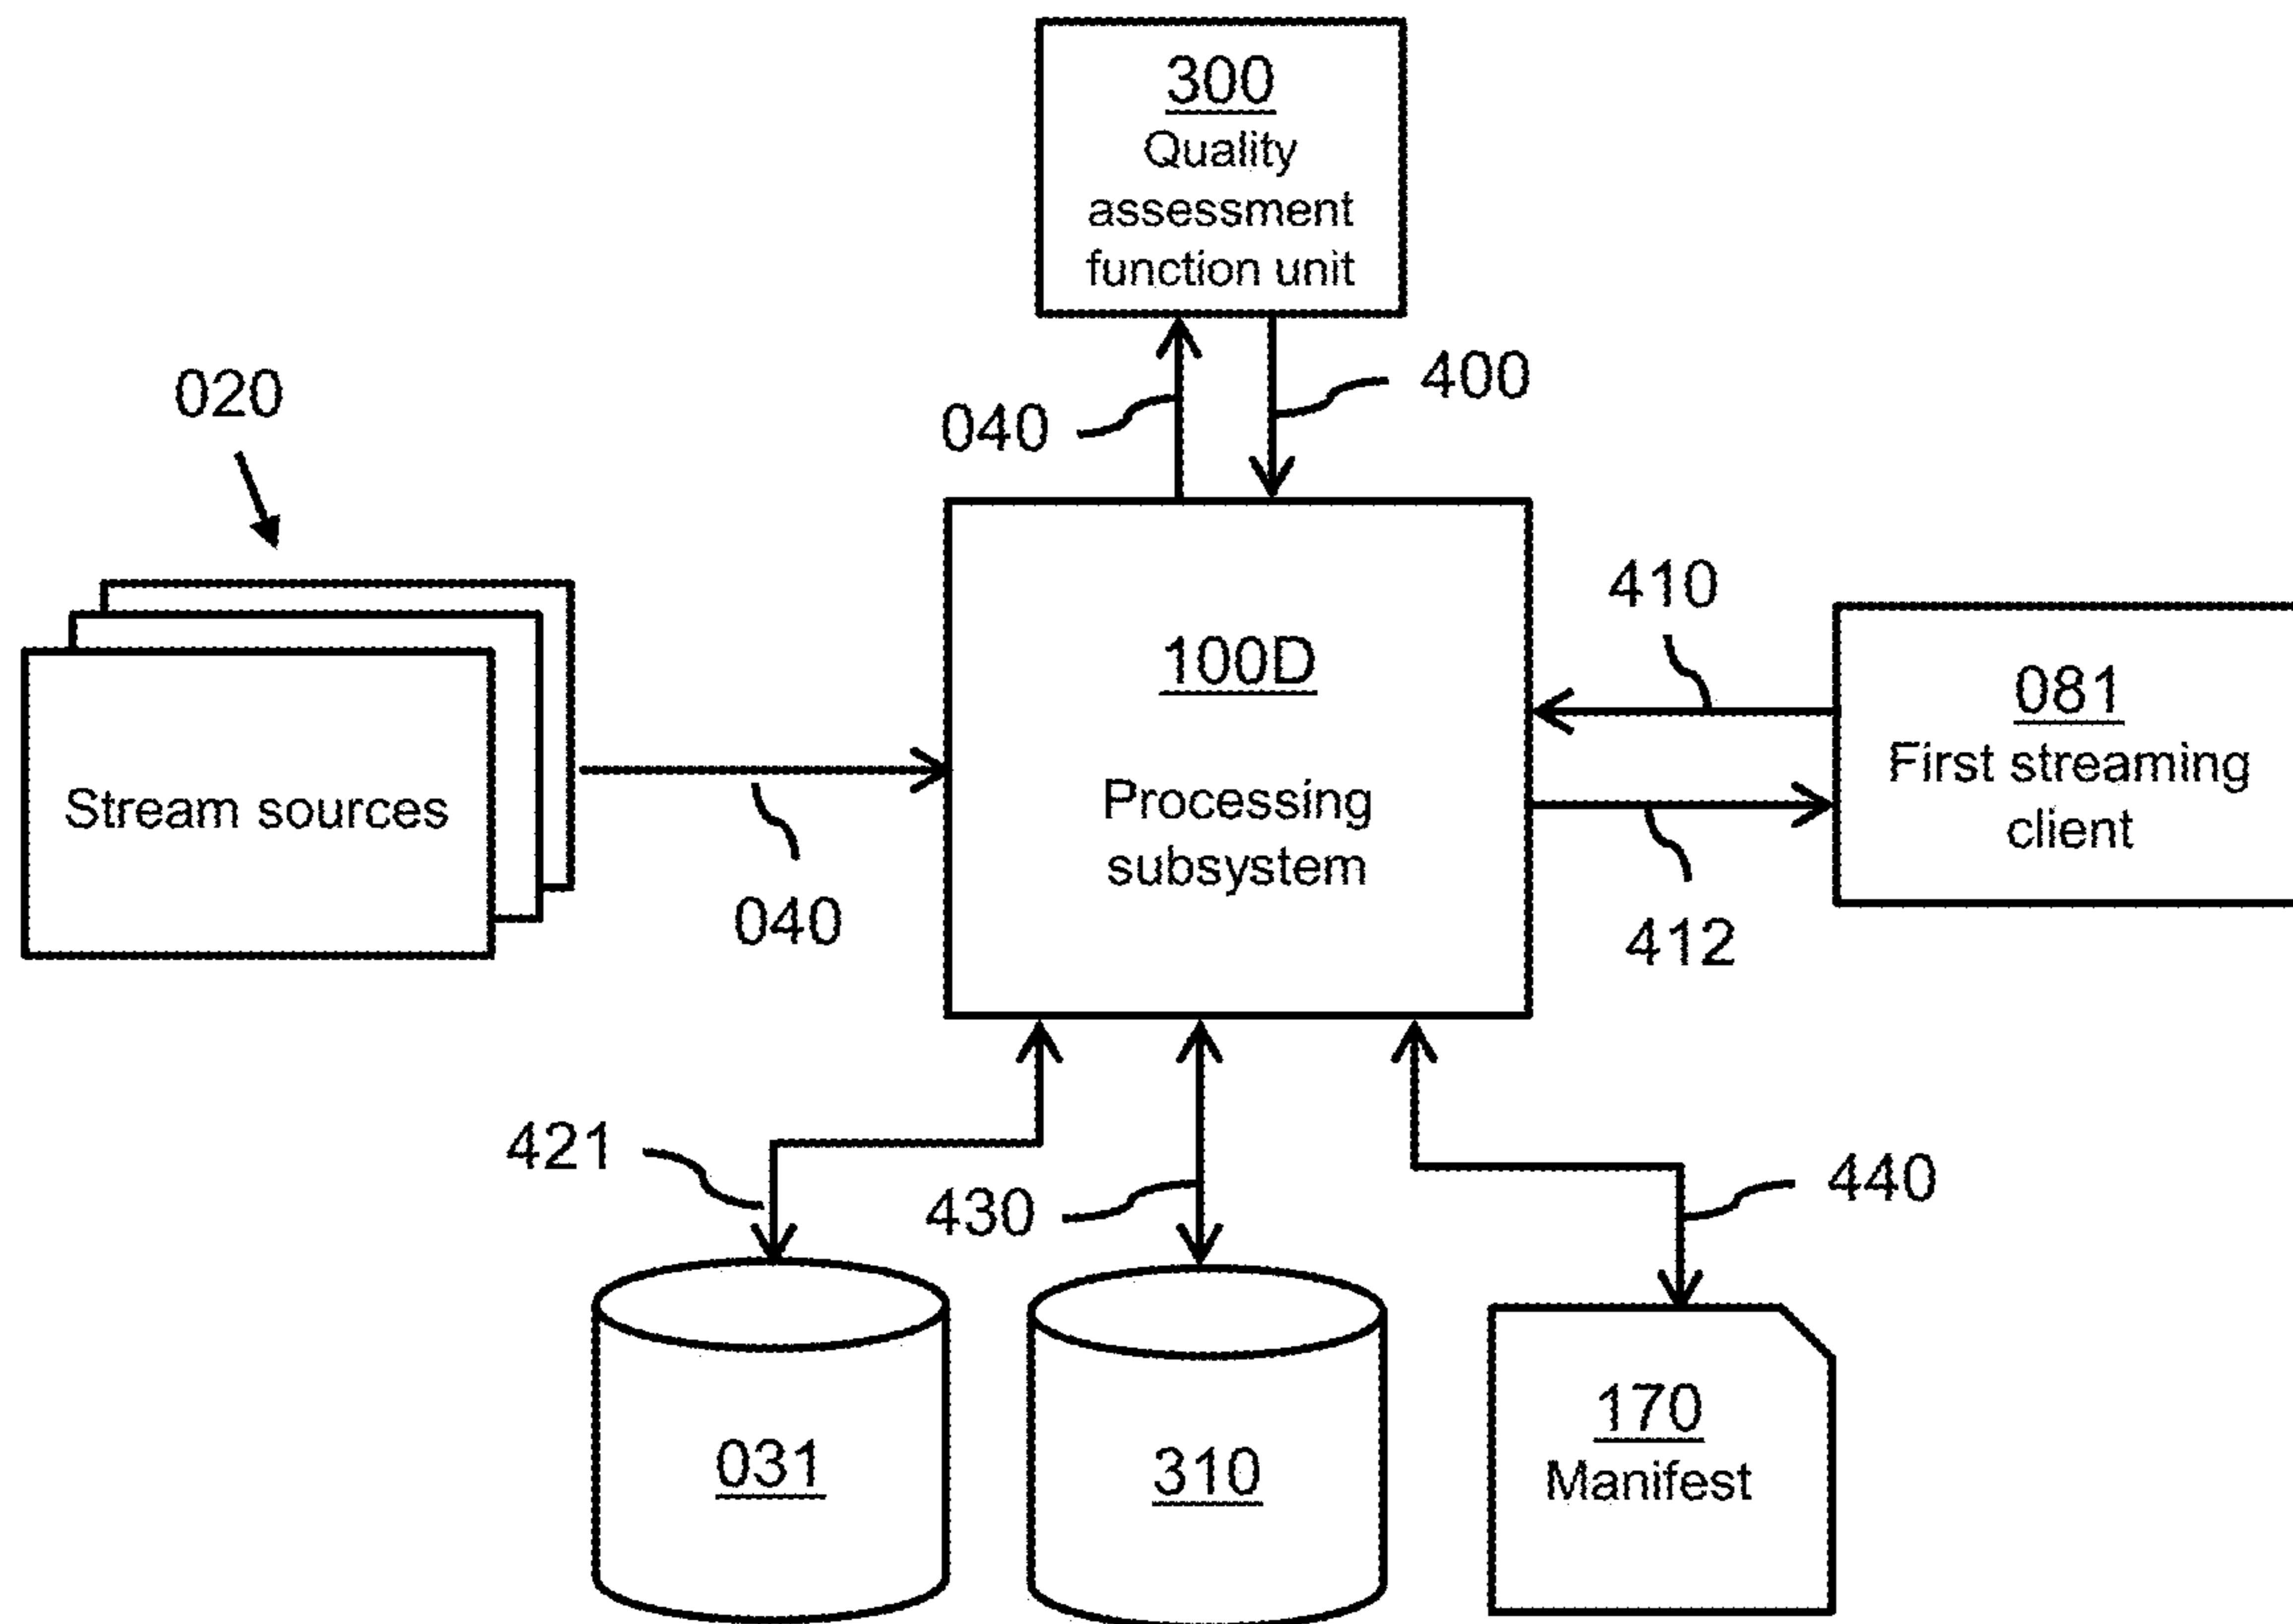 300
Quality
assessment
function unit
020
040
400
410
100D
081
First streaming
client
Stream sources
Processing
subsystem
040
412
421
430
440
031
310
170
Manifest